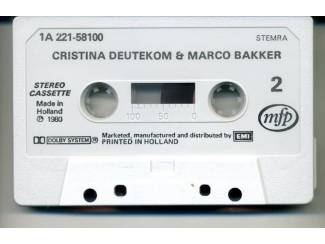 1A 221-58100 STEMRA
CRISTINA DEUTEKOM & MARCO BAKKER
STEREO
CASSETTE
2
Made in
Holland
℗ 1980
100 50 0
mfp
DOLBY SYSTEM ®
Marketed, manufactured and distributed by EMI
PRINTED IN HOLLAND